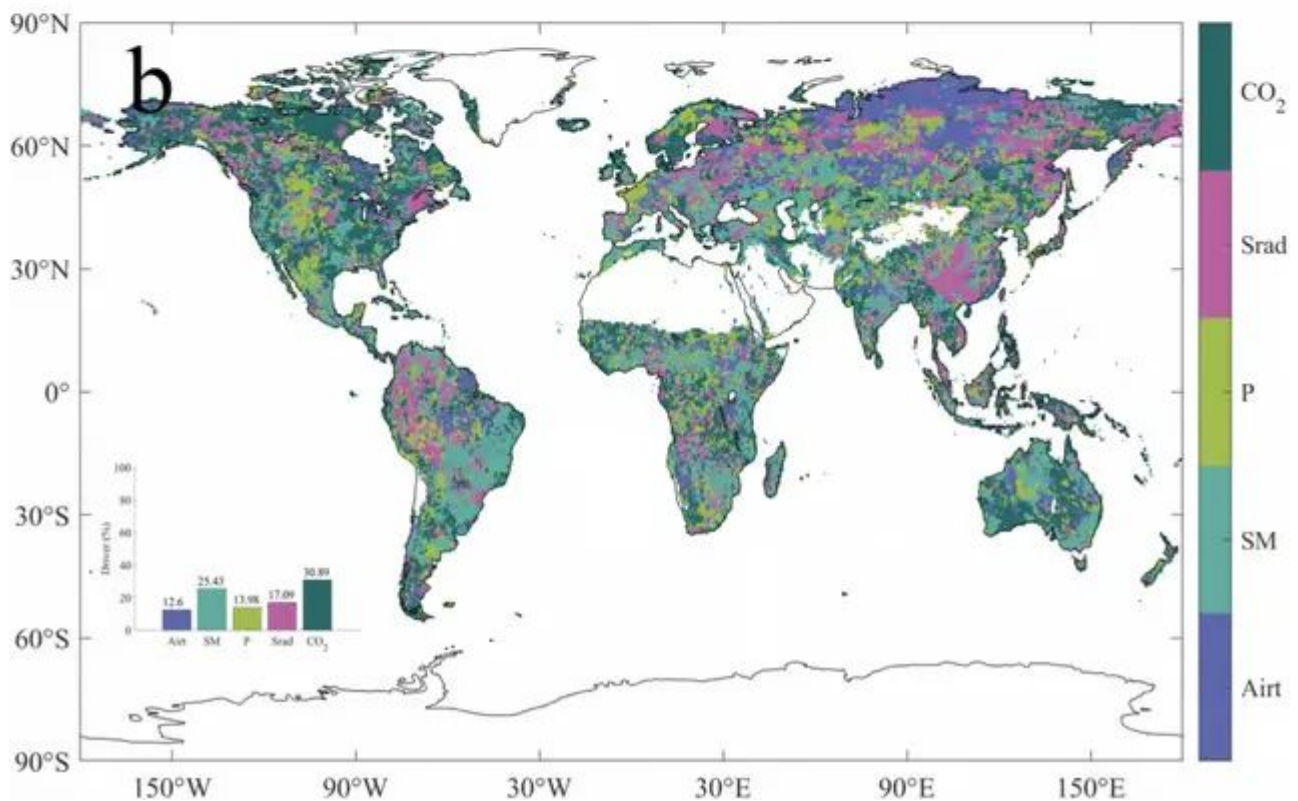 b
90°N
60°N
30°N
0°
30°S
60°S
90°S
150°W
90°W
30°W
30°E
90°E
150°E
CO₂
Srad
P
SM
Airt
Driver (%)
100
80
60
40
20
0
12.6
25.43
13.98
17.09
30.89
Airt
SM
P
Srad
CO₂